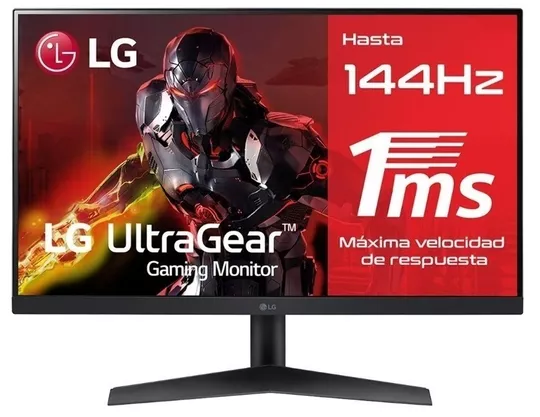 LG
Hasta
144Hz
1ms
Máxima velocidad
de respuesta
LG UltraGear™
Gaming Monitor
LG